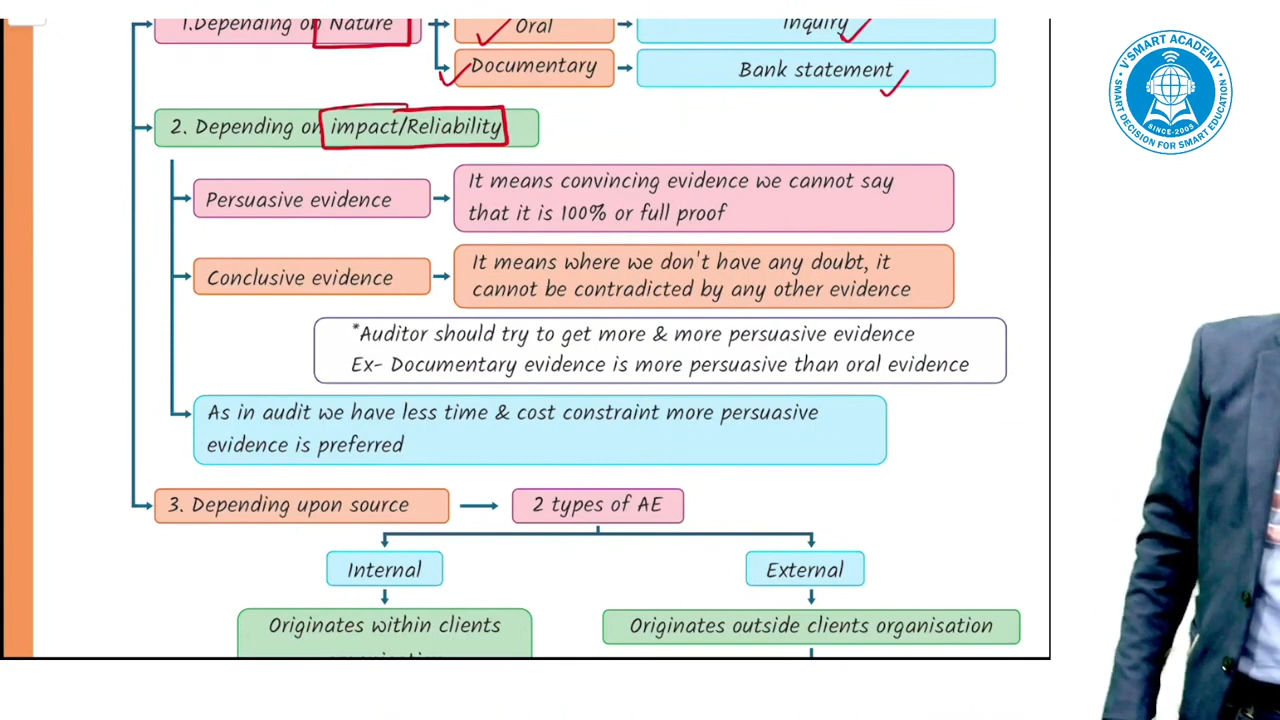 1.Depending on Nature
Oral
Inquiry
Documentary
Bank statement
2. Depending on impact/Reliability
Persuasive evidence
It means convincing evidence we cannot say
that it is 100% or full proof
Conclusive evidence
It means where we don't have any doubt, it
cannot be contradicted by any other evidence
*Auditor should try to get more & more persuasive evidence
Ex- Documentary evidence is more persuasive than oral evidence
As in audit we have less time & cost constraint more persuasive
evidence is preferred
3. Depending upon source
2 types of AE
Internal
External
Originates within clients
Originates outside clients organisation
V'SMART ACADEMY
SINCE-2005
SMART DECISION FOR SMART EDUCATION